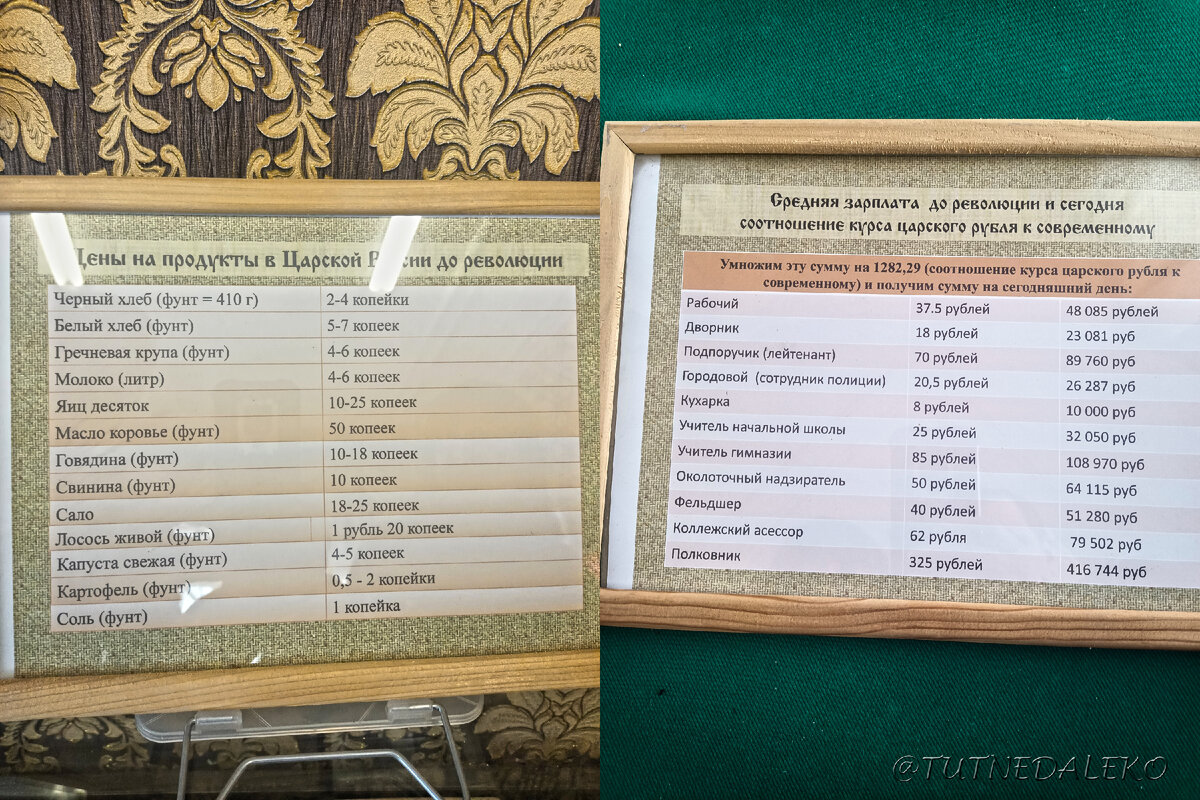 Цены на продукты в Царской России до революции
Черный хлеб (фунт = 410 г) 2-4 копейки
Белый хлеб (фунт) 5-7 копеек
Гречневая крупа (фунт) 4-6 копеек
Молоко (литр) 4-6 копеек
Яиц десяток 10-25 копеек
Масло коровье (фунт) 50 копеек
Говядина (фунт) 10-18 копеек
Свинина (фунт) 10 копеек
Сало 18-25 копеек
Лосось живой (фунт) 1 рубль 20 копеек
Капуста свежая (фунт) 4-5 копеек
Картофель (фунт) 0,5 - 2 копейки
Соль (фунт) 1 копейка
Средняя зарплата до революции и сегодня
соотношение курса царского рубля к современному
Умножим эту сумму на 1282,29 (соотношение курса царского рубля к
современному) и получим сумму на сегодняшний день:
Рабочий 37.5 рублей 48 085 рублей
Дворник 18 рублей 23 081 руб
Подпоручик (лейтенант) 70 рублей 89 760 руб
Городовой (сотрудник полиции) 20,5 рублей 26 287 руб
Кухарка 8 рублей 10 000 руб
Учитель начальной школы 25 рублей 32 050 руб
Учитель гимназии 85 рублей 108 970 руб
Околоточный надзиратель 50 рублей 64 115 руб
Фельдшер 40 рублей 51 280 руб
Коллежский асессор 62 рубля 79 502 руб
Полковник 325 рублей 416 744 руб
@TUTNEDALEKO